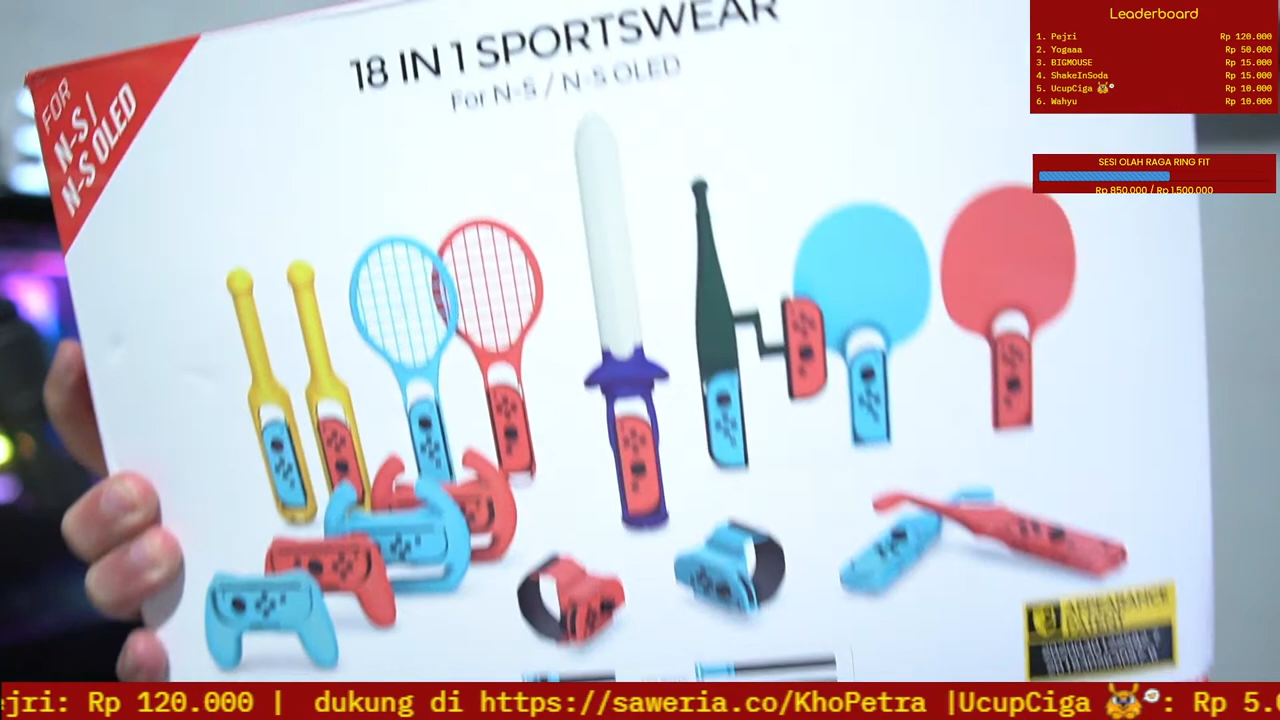 18 IN 1 SPORTSWEAR
For N-S / N-S OLED
FOR
N-S /
N-S OLED
Leaderboard
1. Pejri Rp 120.000
2. Yogaaa Rp 50.000
3. BIGMOUSE Rp 15.000
4. ShakeInSoda Rp 15.000
5. UcupCiga Rp 10.000
6. Wahyu Rp 10.000
SESI OLAH RAGA RING FIT
Rp 850.000 / Rp 1.500.000
APPEARANCE
PATENT
ejri: Rp 120.000 | dukung di https://saweria.co/KhoPetra |UcupCiga : Rp 5.